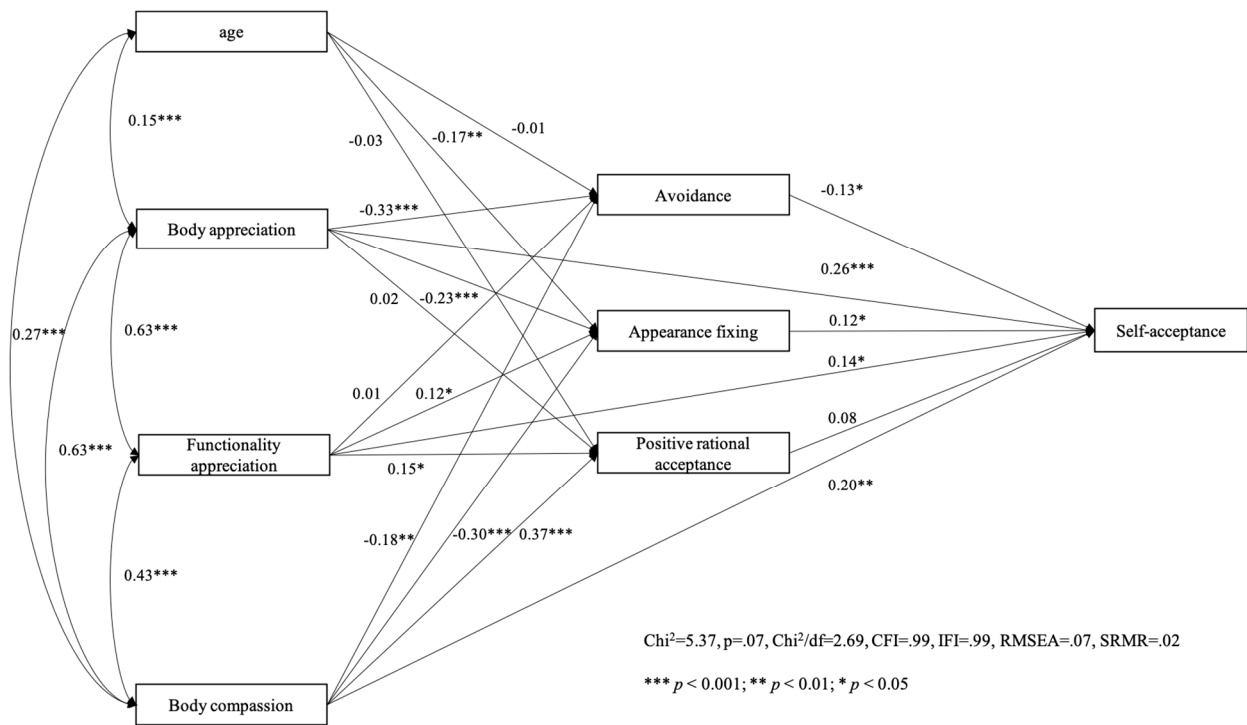 age
0.15***
-0.03
-0.17**
-0.01
Avoidance
-0.13*
Body appreciation
-0.33***
0.26***
0.02
-0.23***
0.27***
0.63***
Appearance fixing
0.12*
Self-acceptance
0.14*
0.01
0.12*
0.08
Functionality
appreciation
0.63***
Positive rational
acceptance
0.15*
0.20**
-0.18**
-0.30***
0.37***
0.43***
Chi²=5.37, p=.07, Chi²/df=2.69, CFI=.99, IFI=.99, RMSEA=.07, SRMR=.02
*** p < 0.001; ** p < 0.01; * p < 0.05
Body compassion